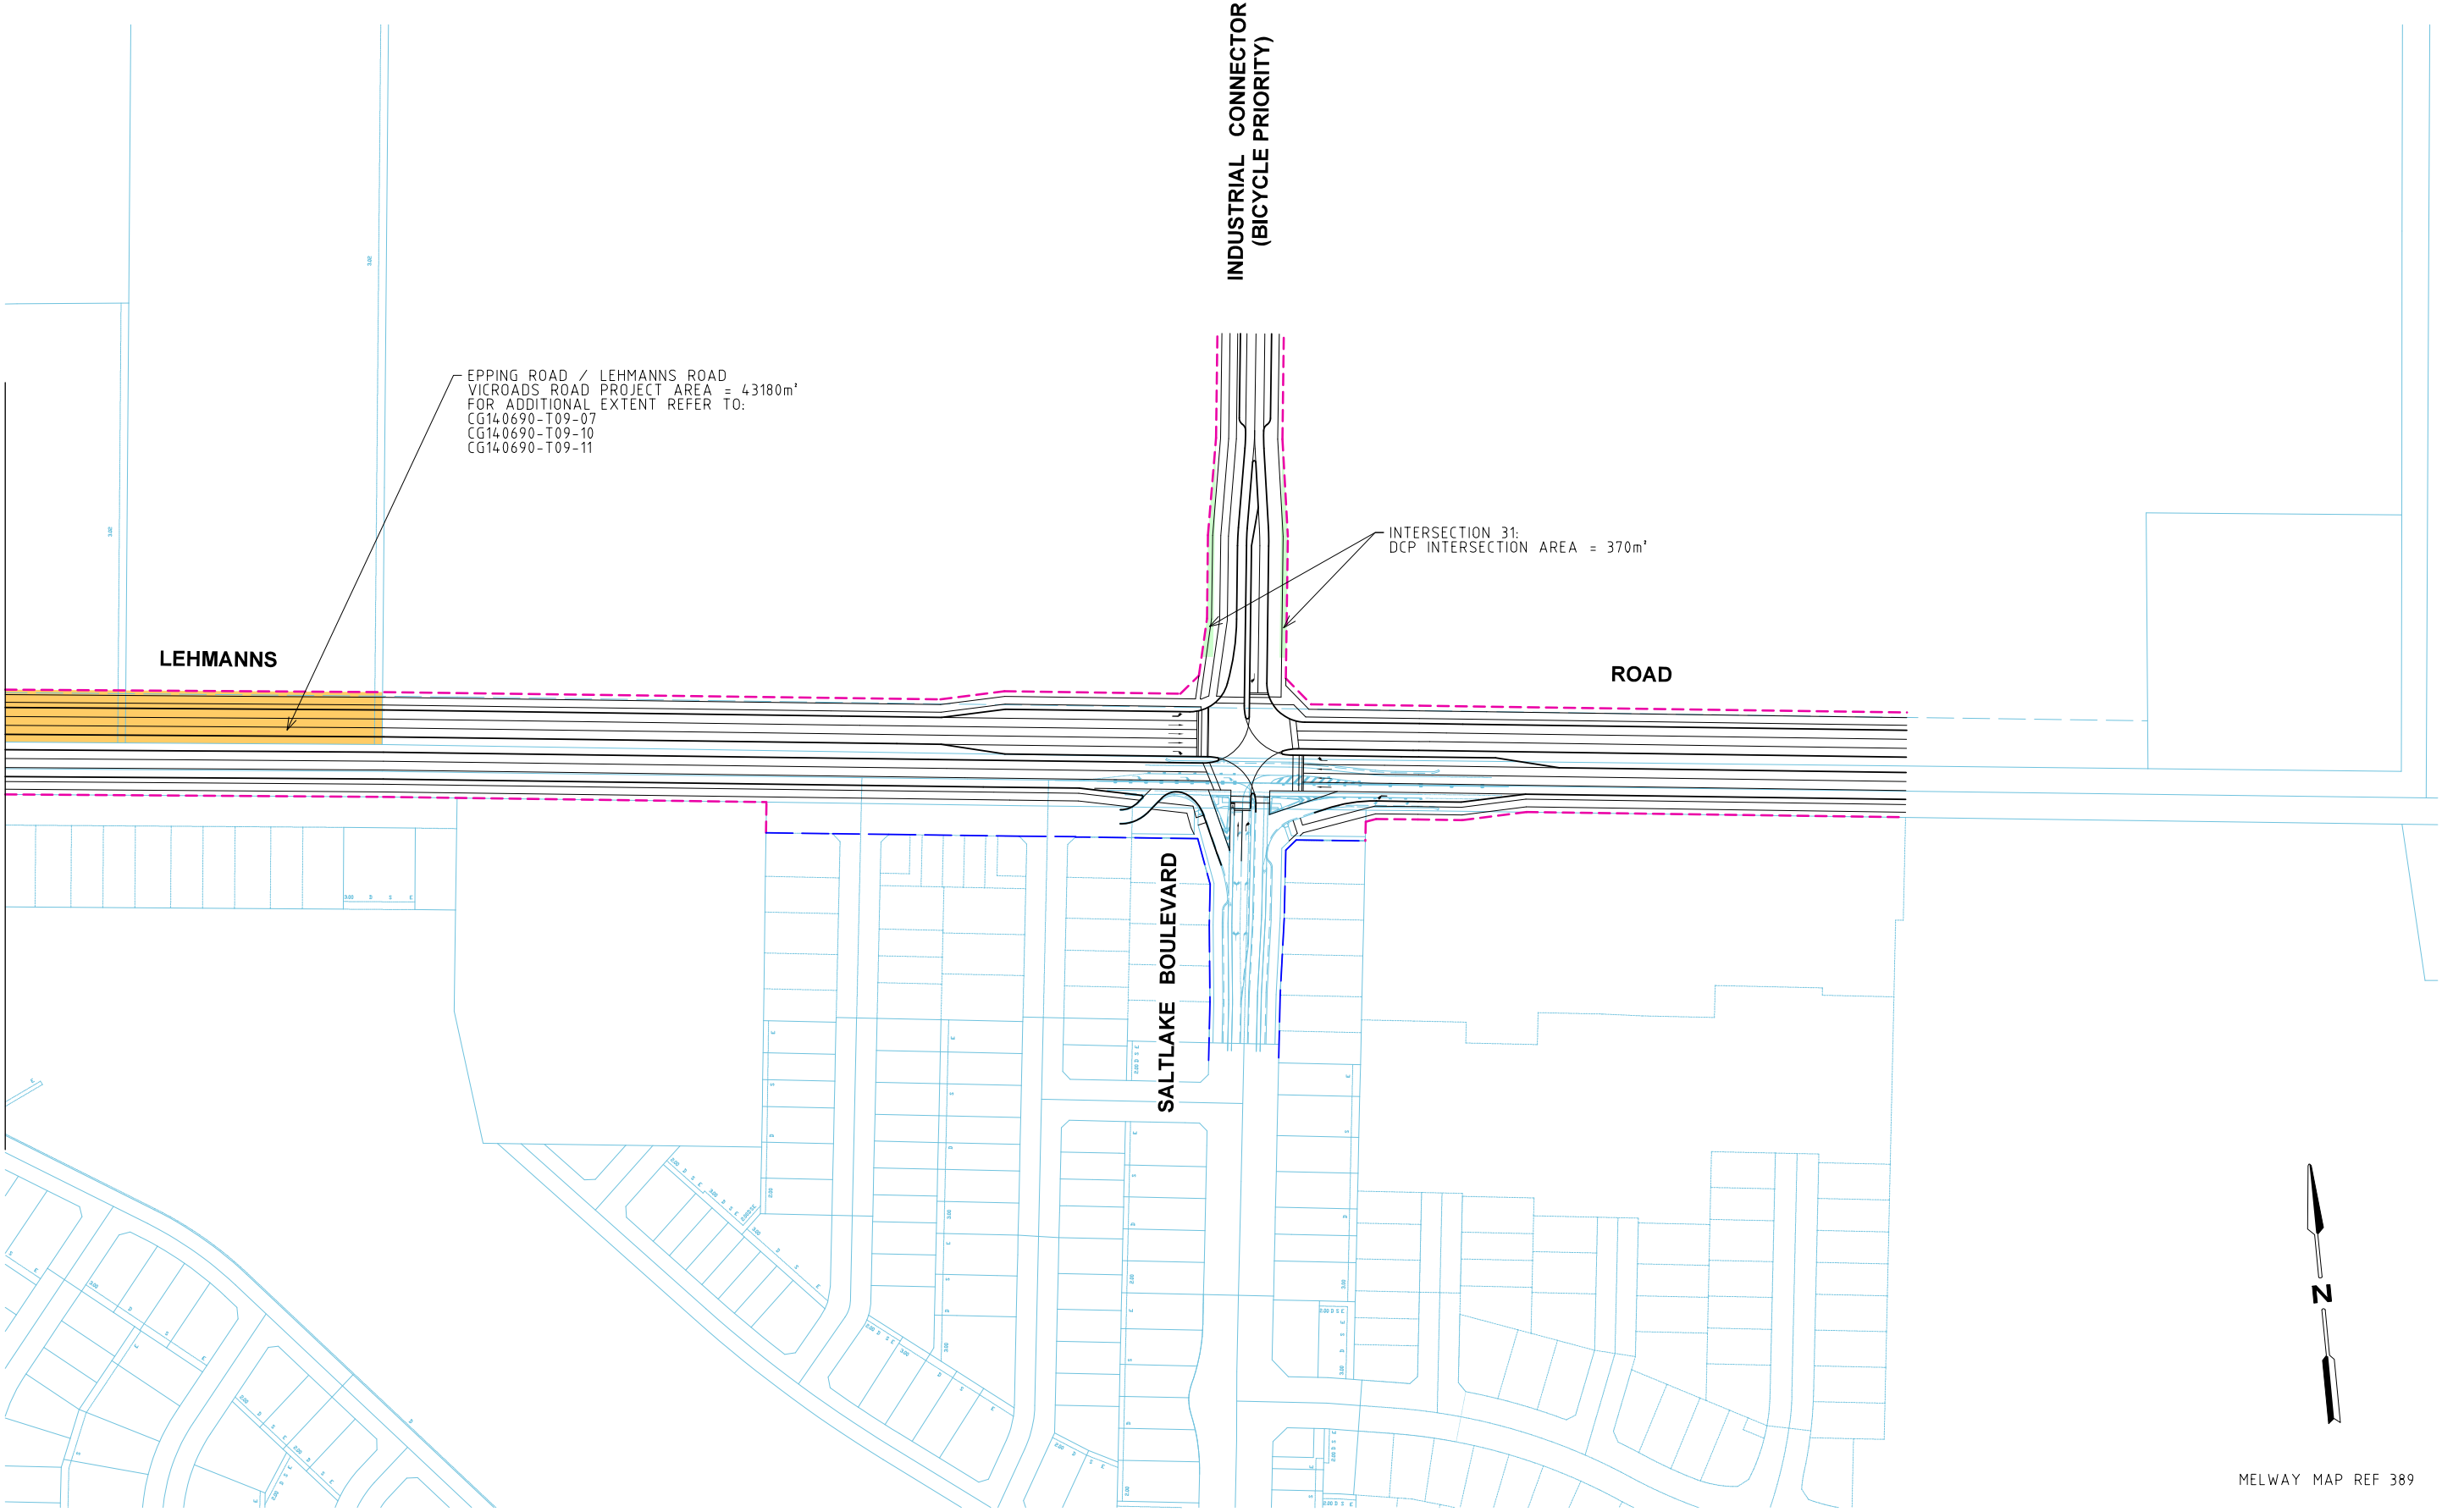 INDUSTRIAL CONNECTOR
(BICYCLE PRIORITY)
EPPING ROAD / LEHMANNS ROAD
VICROADS ROAD PROJECT AREA = 43180m²
FOR ADDITIONAL EXTENT REFER TO:
CG140690-T09-07
CG140690-T09-10
CG140690-T09-11
INTERSECTION 31:
DCP INTERSECTION AREA = 370m²
LEHMANNS
ROAD
SALTLAKE BOULEVARD
N
MELWAY MAP REF 389